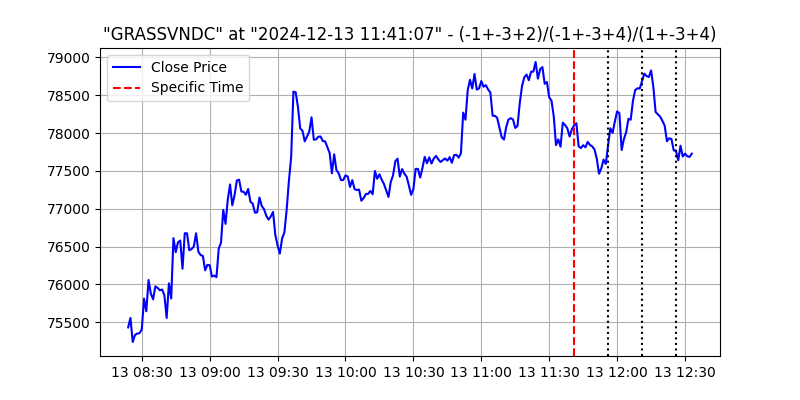 "GRASSVNDC" at "2024-12-13 11:41:07" - (-1+-3+2)/(-1+-3+4)/(1+-3+4)
Close Price
Specific Time
79000
78500
78000
77500
77000
76500
76000
75500
13 08:30 13 09:00 13 09:30 13 10:00 13 10:30 13 11:00 13 11:30 13 12:00 13 12:30